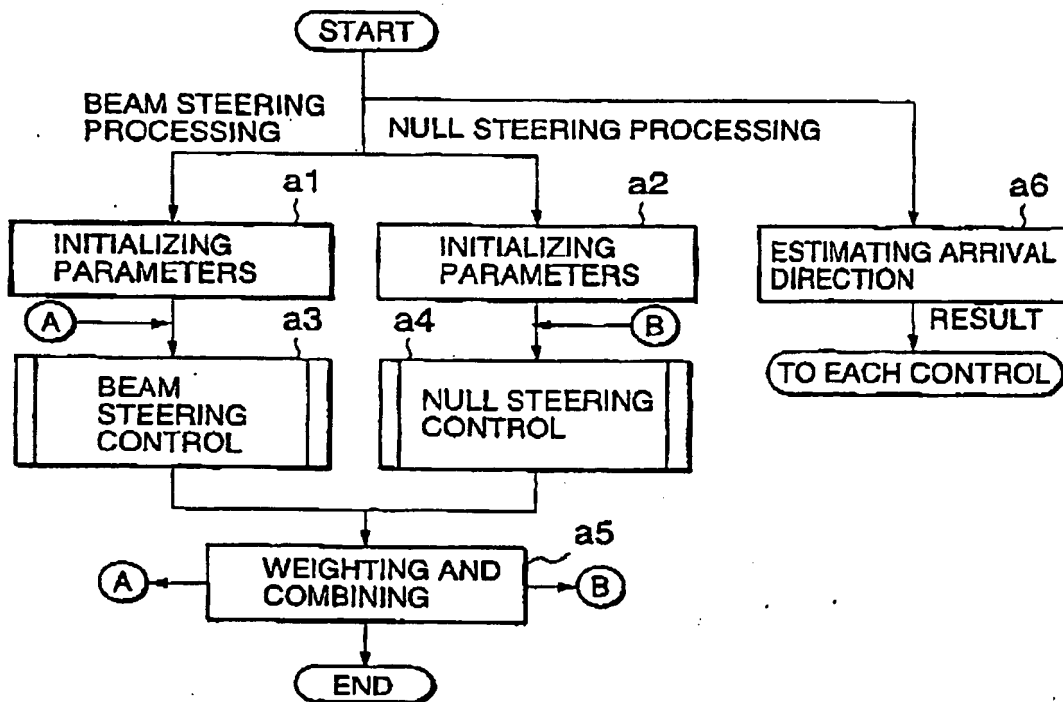 START
BEAM STEERING
PROCESSING
NULL STEERING PROCESSING
a1
a2
a6
INITIALIZING
PARAMETERS
INITIALIZING
PARAMETERS
ESTIMATING ARRIVAL
DIRECTION
A
B
RESULT
a3
a4
TO EACH CONTROL
BEAM
STEERING
CONTROL
NULL STEERING
CONTROL
a5
A
WEIGHTING AND
COMBINING
B
END